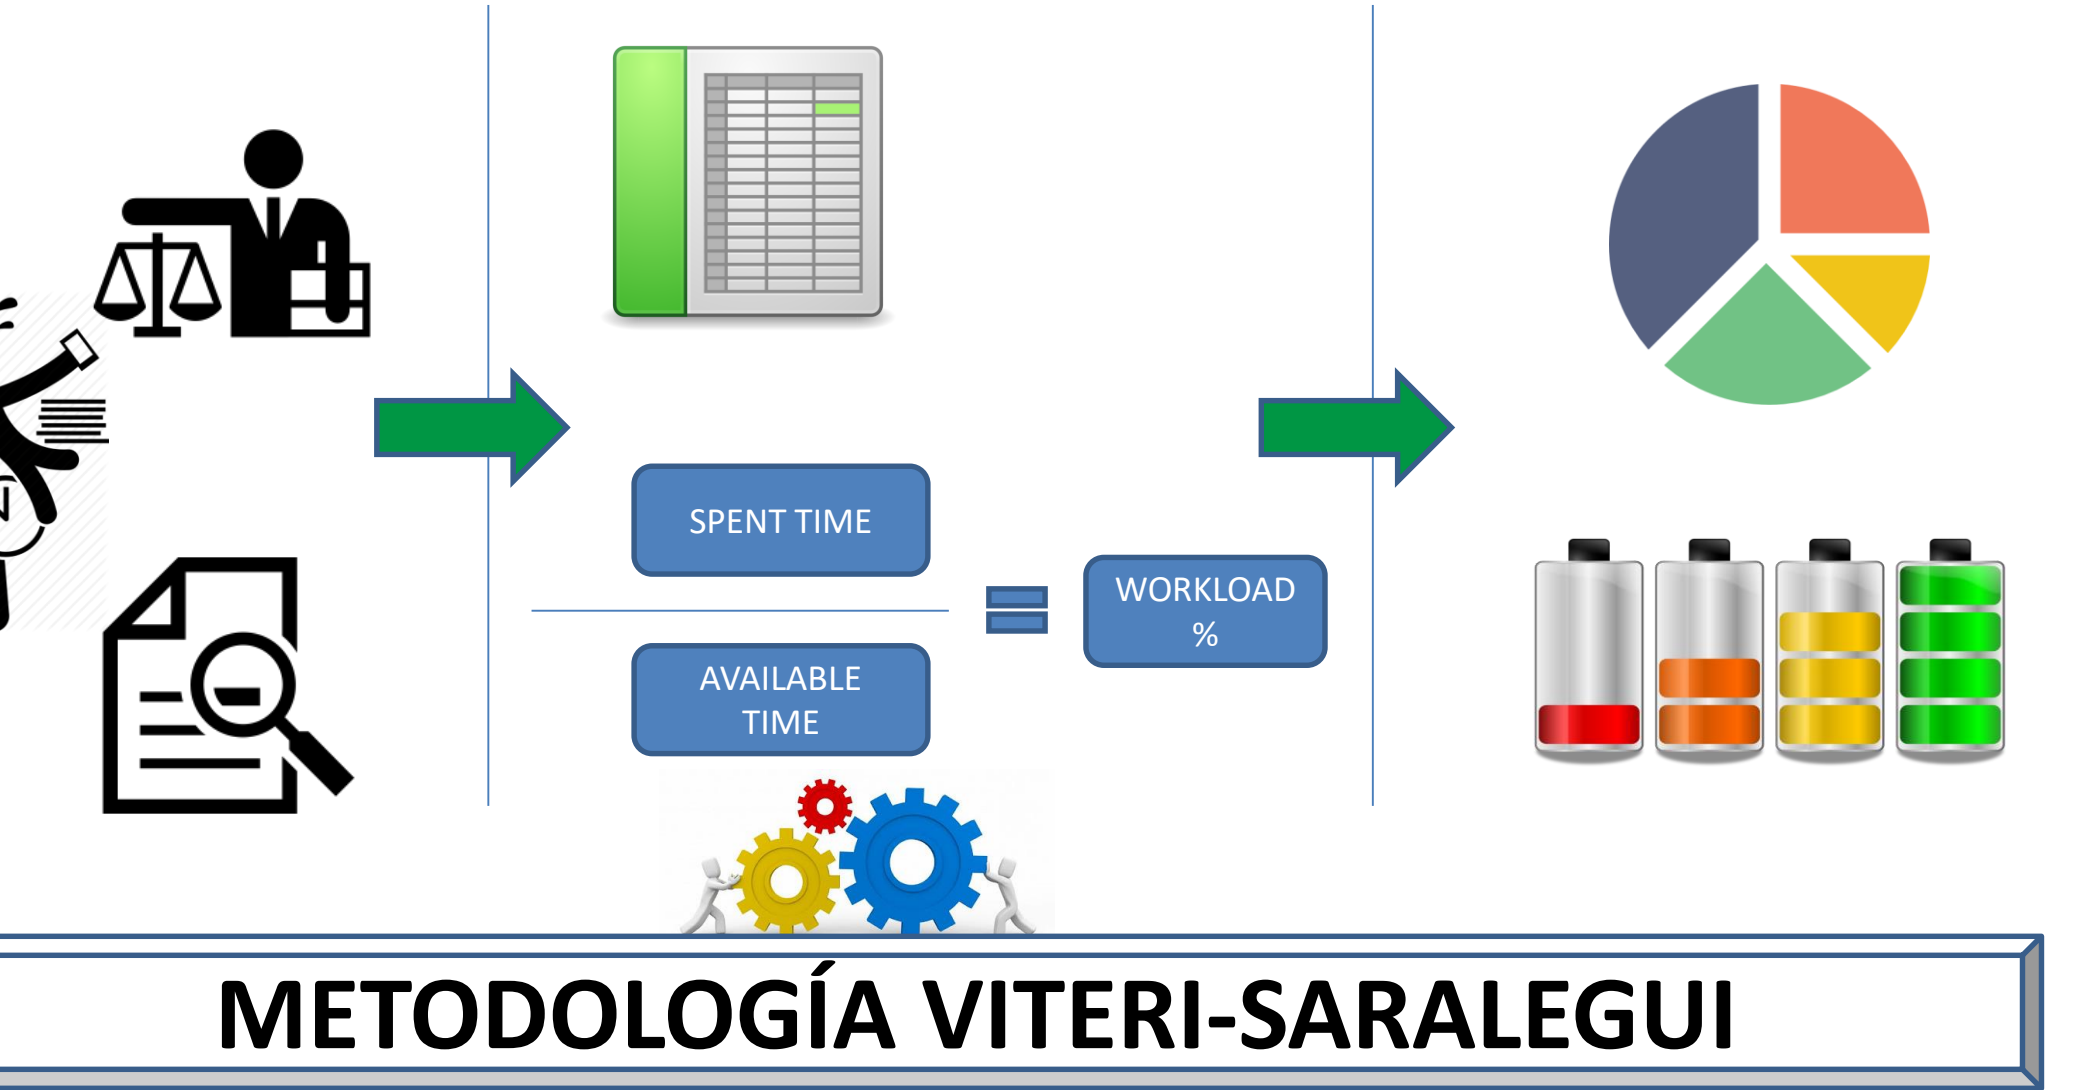 SPENT TIME
AVAILABLE
TIME
WORKLOAD
%
METODOLOGÍA VITERI-SARALEGUI